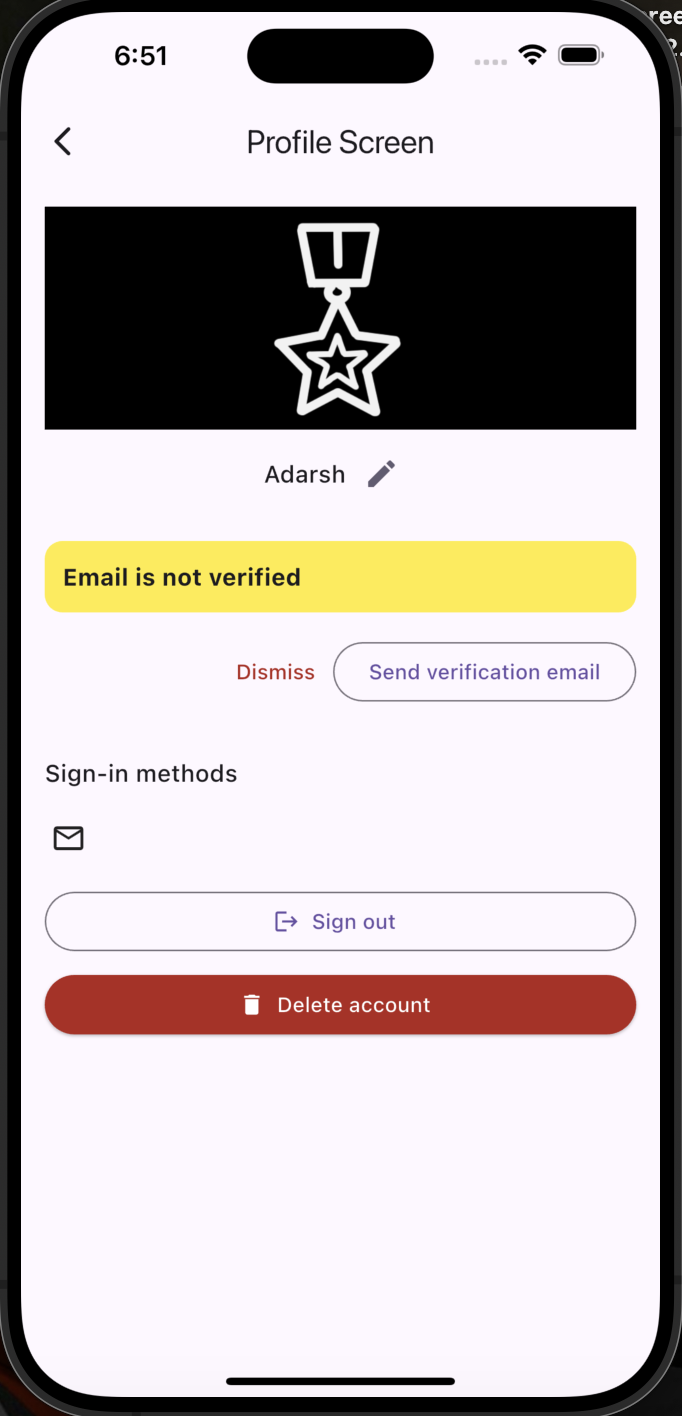 6:51
Profile Screen
Adarsh
Email is not verified
Dismiss
Send verification email
Sign-in methods
Sign out
Delete account